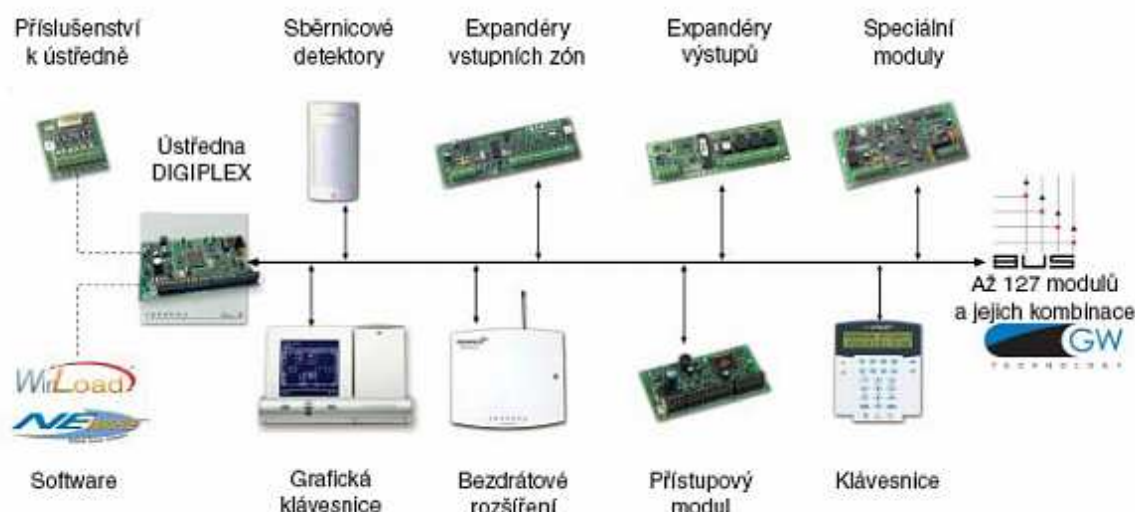 Příslušenství
k ústředně
Sběrnicové
detektory
Expandéry
vstupních zón
Expandéry
výstupů
Speciální
moduly
Ústředna
DIGIPLEX
BUS
Až 127 modulů
a jejich kombinace
GW
TECHNOLOGY
WinLoad
Software
Grafická
klávesnice
Bezdrátové
rozšíření
Přístupový
modul
Klávesnice